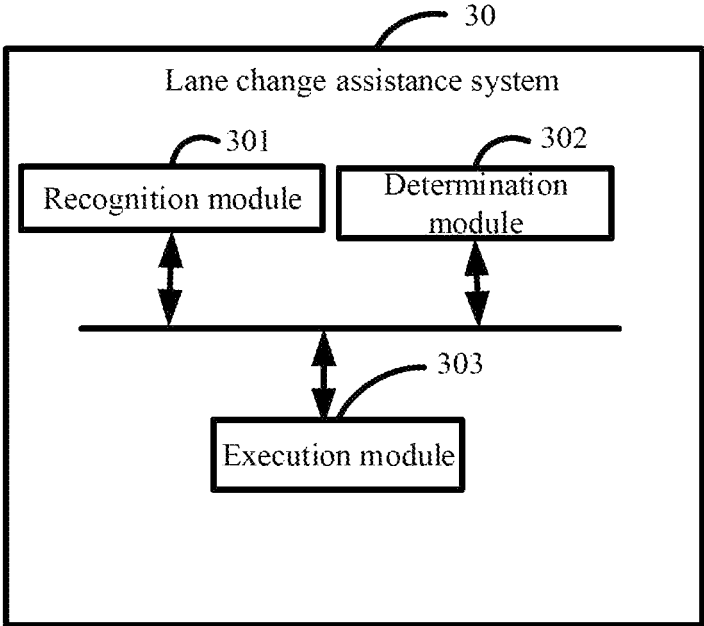 30
Lane change assistance system
301
302
Recognition module
Determination
module
303
Execution module